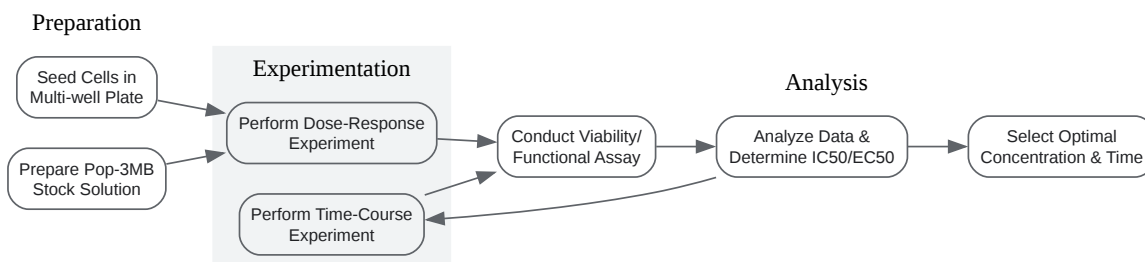 Preparation
Seed Cells in
Multi-well Plate
Prepare Pop-3MB
Stock Solution
Experimentation
Perform Dose-Response
Experiment
Perform Time-Course
Experiment
Conduct Viability/
Functional Assay
Analysis
Analyze Data &
Determine IC50/EC50
Select Optimal
Concentration & Time